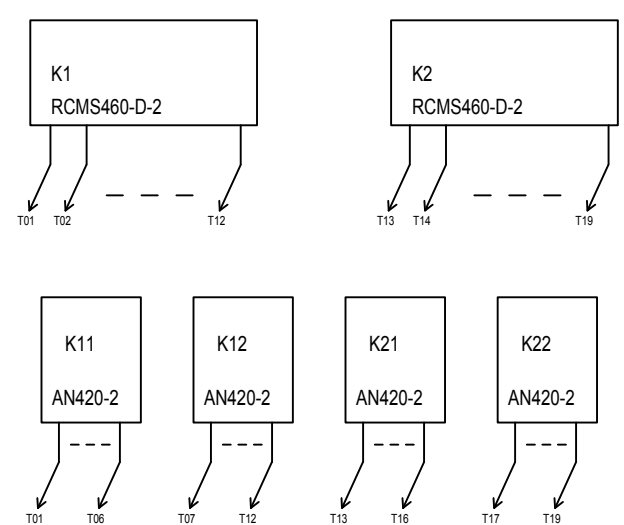 K1
RCMS460-D-2
K2
RCMS460-D-2
T01
T02
T12
T13
T14
T19
K11
AN420-2
K12
AN420-2
K21
AN420-2
K22
AN420-2
T01
T06
T07
T12
T13
T16
T17
T19